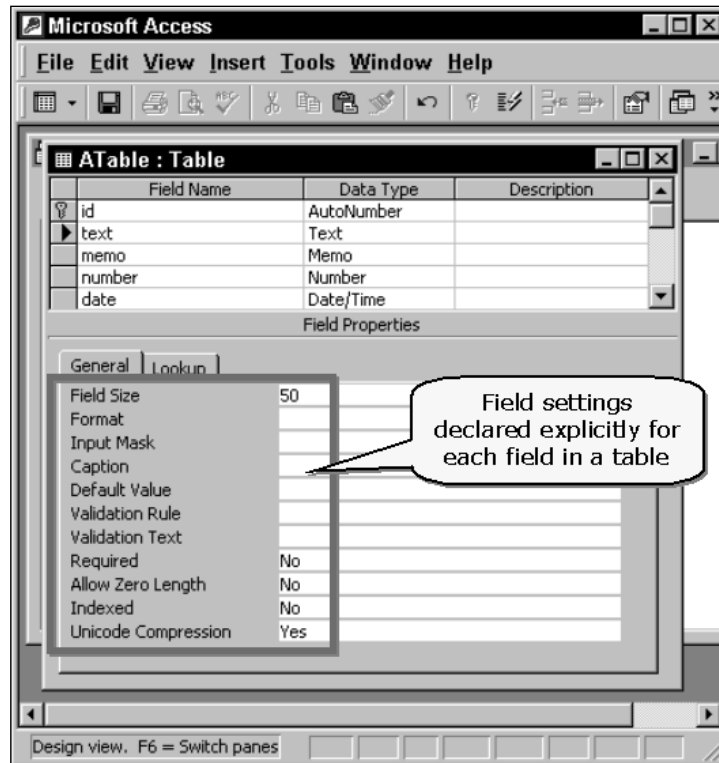 Microsoft Access
File Edit View Insert Tools Window Help
ATable : Table
Field Name Data Type Description
id AutoNumber
text Text
memo Memo
number Number
date Date/Time
Field Properties
General Lookup
Field Size 50
Format
Input Mask
Caption
Default Value
Validation Rule
Validation Text
Required No
Allow Zero Length No
Indexed No
Unicode Compression Yes
Field settings
declared explicitly for
each field in a table
Design view. F6 = Switch panes